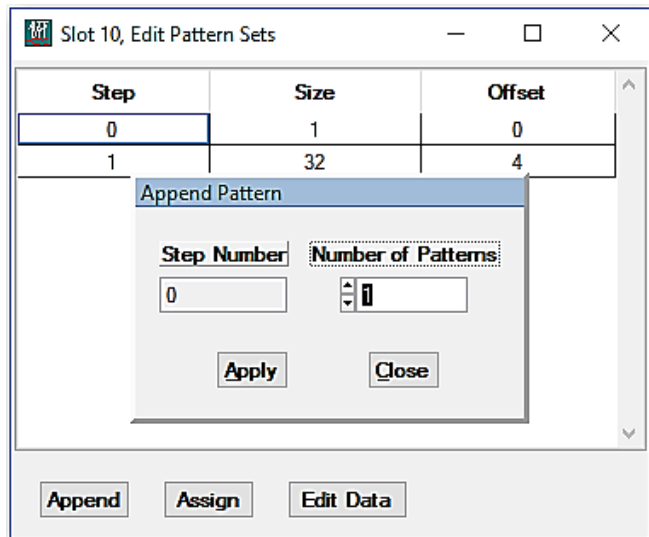 Slot 10, Edit Pattern Sets
Step Size Offset
0 1 0
1 32 4
Append Pattern
Step Number Number of Patterns
0 1
Apply Close
Append Assign Edit Data